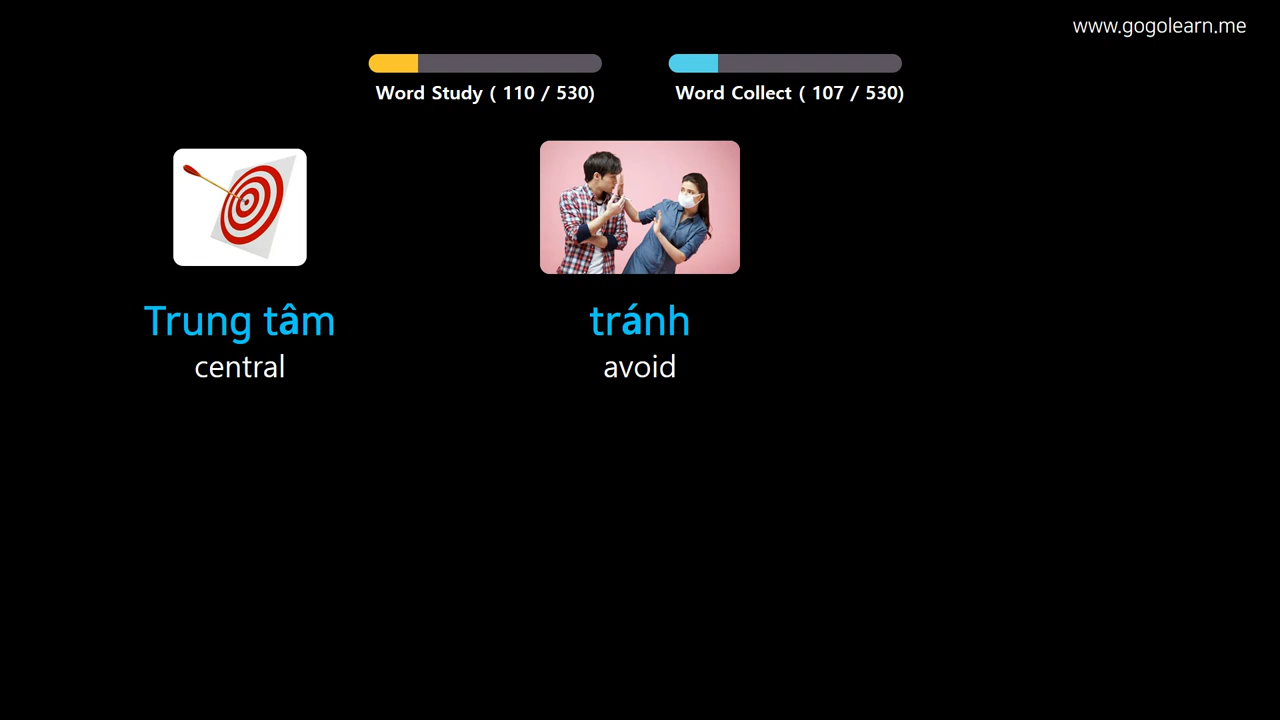 www.gogolearn.me
Word Study ( 110 / 530)
Word Collect ( 107 / 530)
Trung tâm
central
tránh
avoid